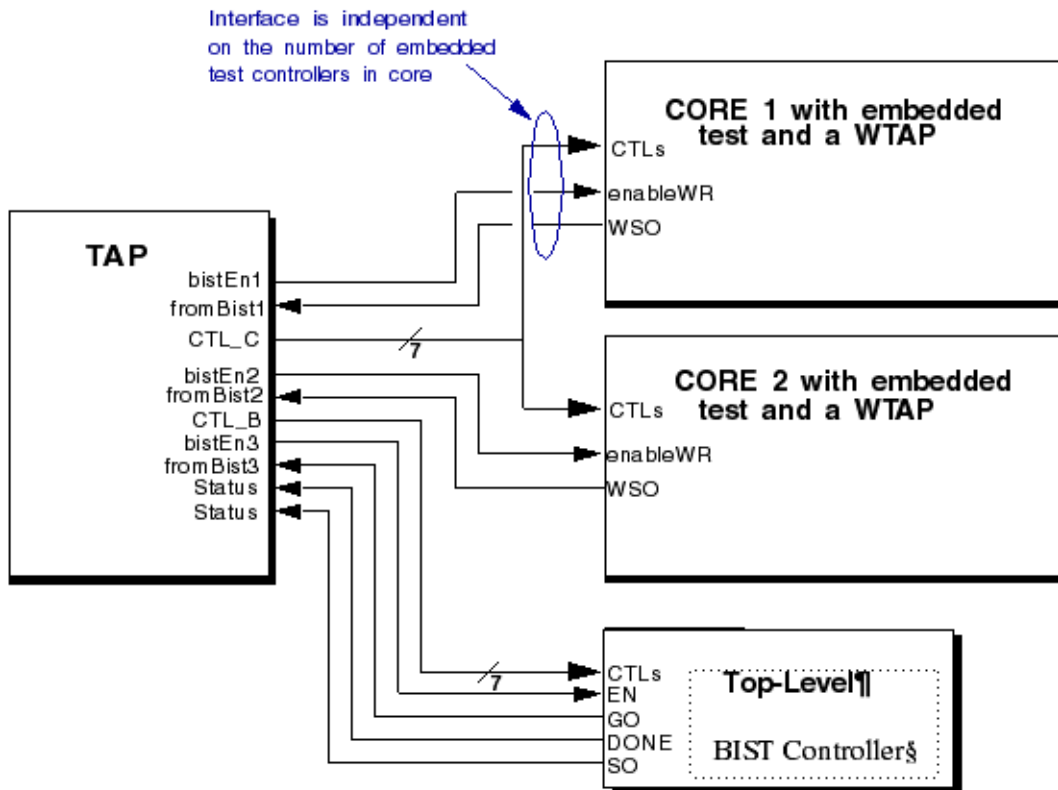 Interface is independent
on the number of embedded
test controllers in core
CORE 1 with embedded
test and a WTAP
CTLs
enableWR
WSO
TAP
bistEn1
fromBist1
CTL_C
7
bistEn2
fromBist2
CTL_B
bistEn3
fromBist3
Status
Status
CORE 2 with embedded
test and a WTAP
CTLs
enableWR
WSO
7
CTLs
EN
GO
DONE
SO
Top-Level¶
BIST Controller§